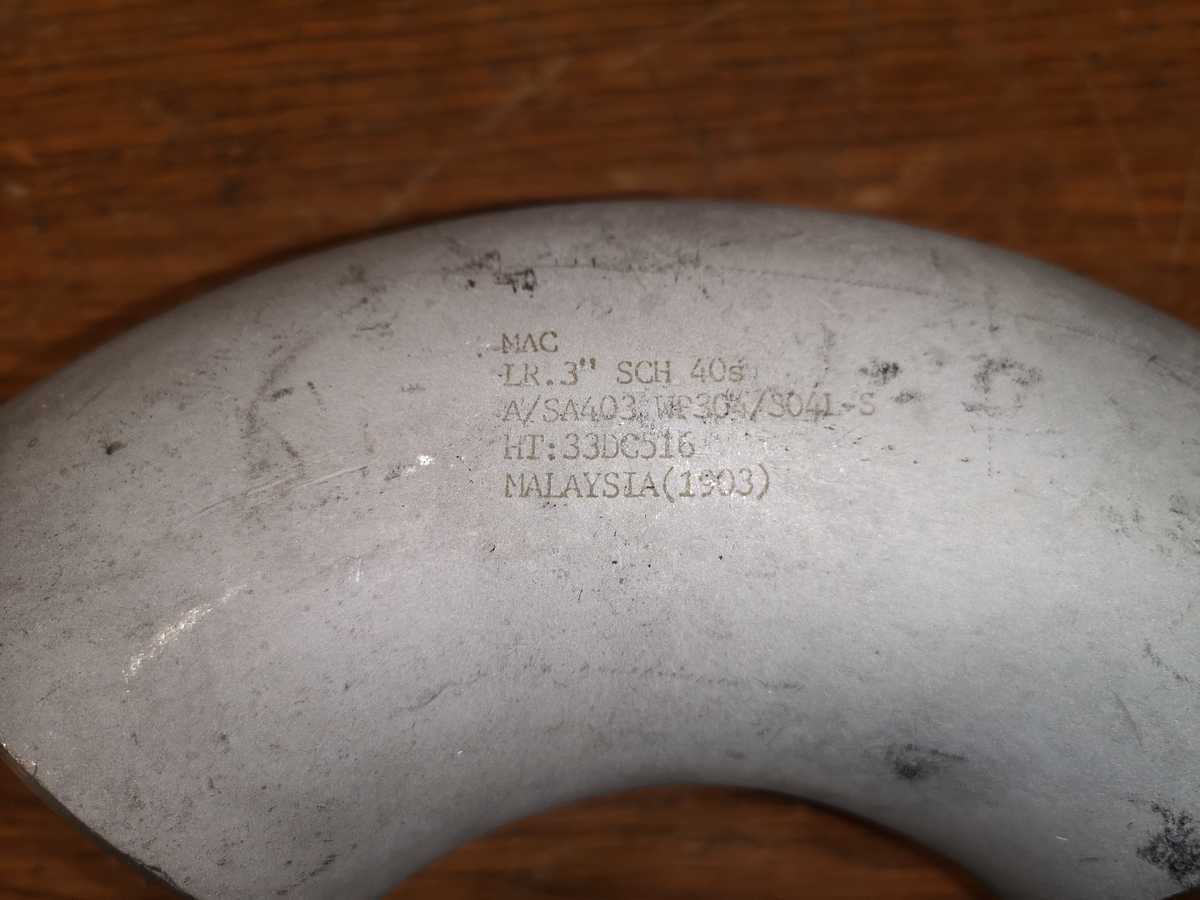 MAC
LR.3" SCH 40s
A/SA403 WP304/304L-S
HT:33DC516
MALAYSIA(1903)